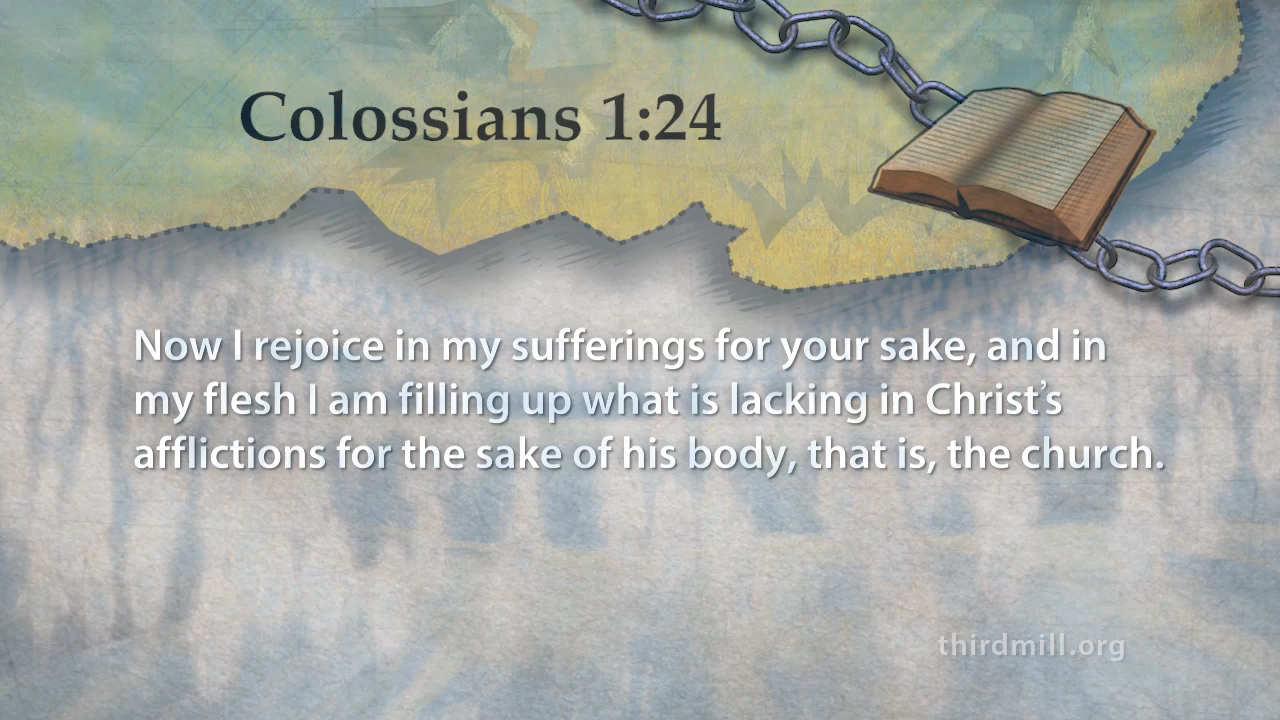 Colossians 1:24
Now I rejoice in my sufferings for your sake, and in
my flesh I am filling up what is lacking in Christ’s
afflictions for the sake of his body, that is, the church.
thirdmill.org